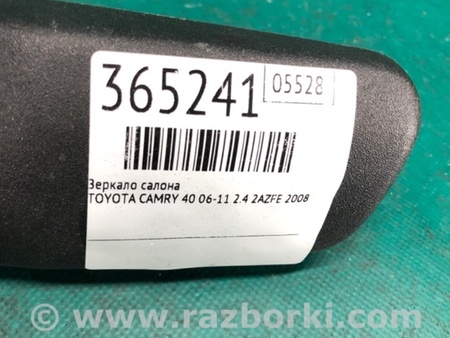 365241 05528
Зеркало салона
TOYOTA CAMRY 40 06-11 2.4 2AZFE 2008
www.razborki.com